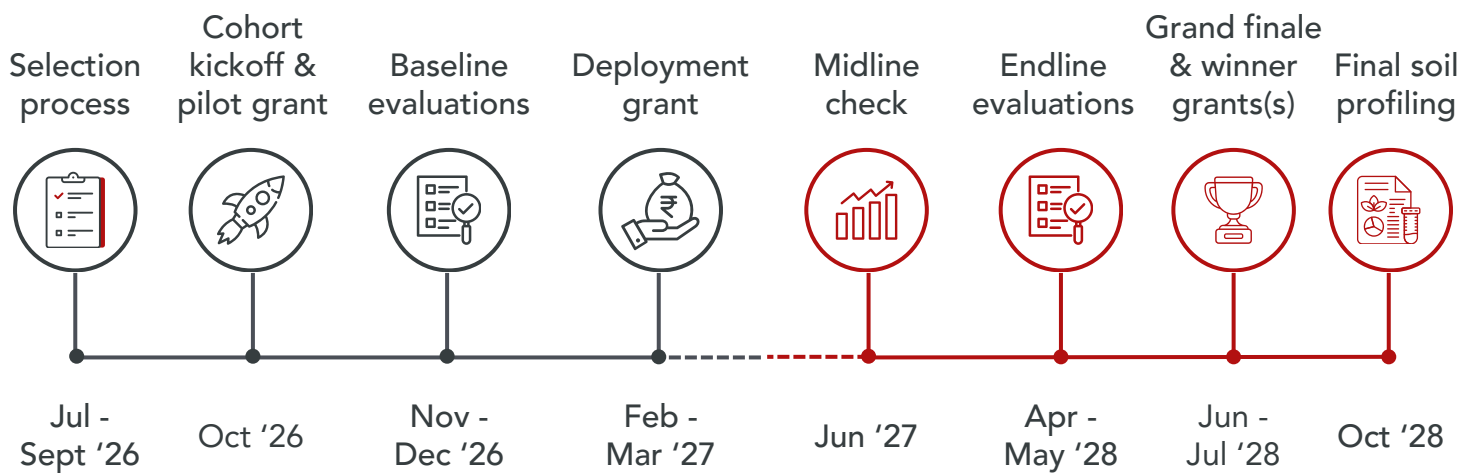 Selection
process
Cohort
kickoff &
pilot grant
Baseline
evaluations
Deployment
grant
Midline
check
Endline
evaluations
Grand finale
& winner
grants(s)
Final soil
profiling
₹
Jul -
Sept ‘26
Oct ‘26
Nov -
Dec ‘26
Feb -
Mar ‘27
Jun ‘27
Apr -
May ‘28
Jun -
Jul ‘28
Oct ‘28